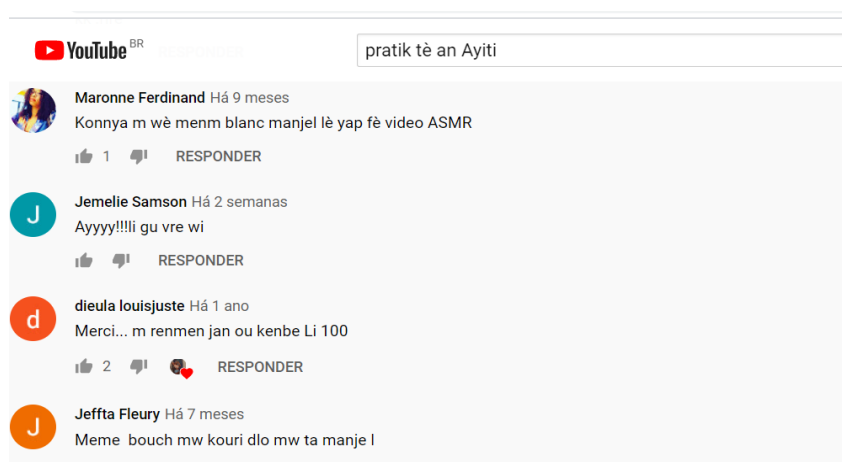 YouTube BR
pratik tè an Ayiti
Maronne Ferdinand Há 9 meses
Konnya m wè menm blanc manjel lè yap fè video ASMR
1 RESPONDER
Jemelie Samson Há 2 semanas
Ayyyy!!!li gu vre wi
RESPONDER
dieula louisjuste Há 1 ano
Merci... m renmen jan ou kenbe Li 100
2 RESPONDER
Jeffta Fleury Há 7 meses
Meme bouch mw kouri dlo mw ta manje l